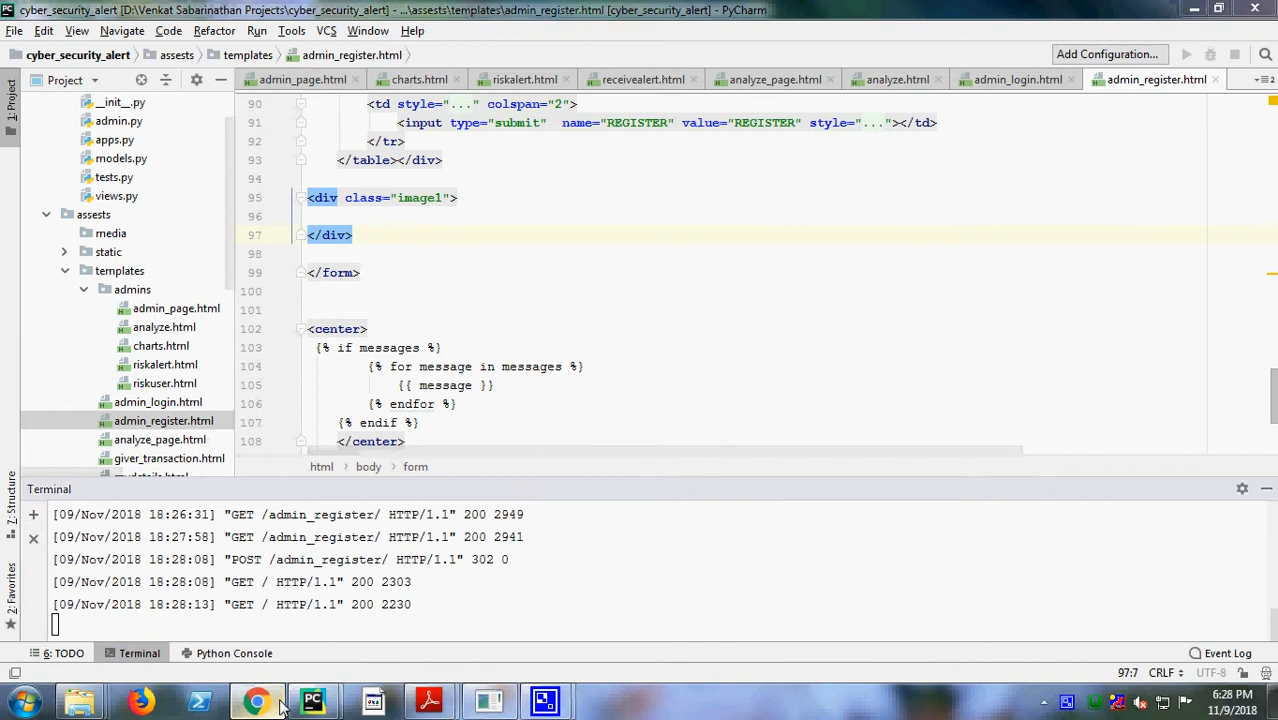 cyber_security_alert [D:\Venkat Sabarinathan Projects\cyber_security_alert] - ...\assests\templates\admin_register.html [cyber_security_alert] - PyCharm
File Edit View Navigate Code Refactor Run Tools VCS Window Help
cyber_security_alert assests templates admin_register.html Add Configuration...
1: Project
Project admin_page.html charts.html riskalert.html receivealert.html analyze_page.html analyze.html admin_login.html admin_register.html 2
__init__.py
admin.py
apps.py
models.py
tests.py
views.py
assests
media
static
templates
admins
admin_page.html
analyze.html
charts.html
riskalert.html
riskuser.html
admin_login.html
admin_register.html
analyze_page.html
giver_transaction.html
mydetails.html
90 <td style="..." colspan="2">
91 <input type="submit" name="REGISTER" value="REGISTER" style="..."></td>
92 </tr>
93 </table></div>
94
95 <div class="image1">
96
97 </div>
98
99 </form>
100
101
102 <center>
103 {% if messages %}
104 {% for message in messages %}
105 {{ message }}
106 {% endfor %}
107 {% endif %}
108 </center>
html body form
7: Structure
2: Favorites
Terminal
[09/Nov/2018 18:26:31] "GET /admin_register/ HTTP/1.1" 200 2949
[09/Nov/2018 18:27:58] "GET /admin_register/ HTTP/1.1" 200 2941
[09/Nov/2018 18:28:08] "POST /admin_register/ HTTP/1.1" 302 0
[09/Nov/2018 18:28:08] "GET / HTTP/1.1" 200 2303
[09/Nov/2018 18:28:13] "GET / HTTP/1.1" 200 2230
6: TODO Terminal Python Console Event Log
97:7 CRLF UTF-8
PC
6:28 PM
11/9/2018